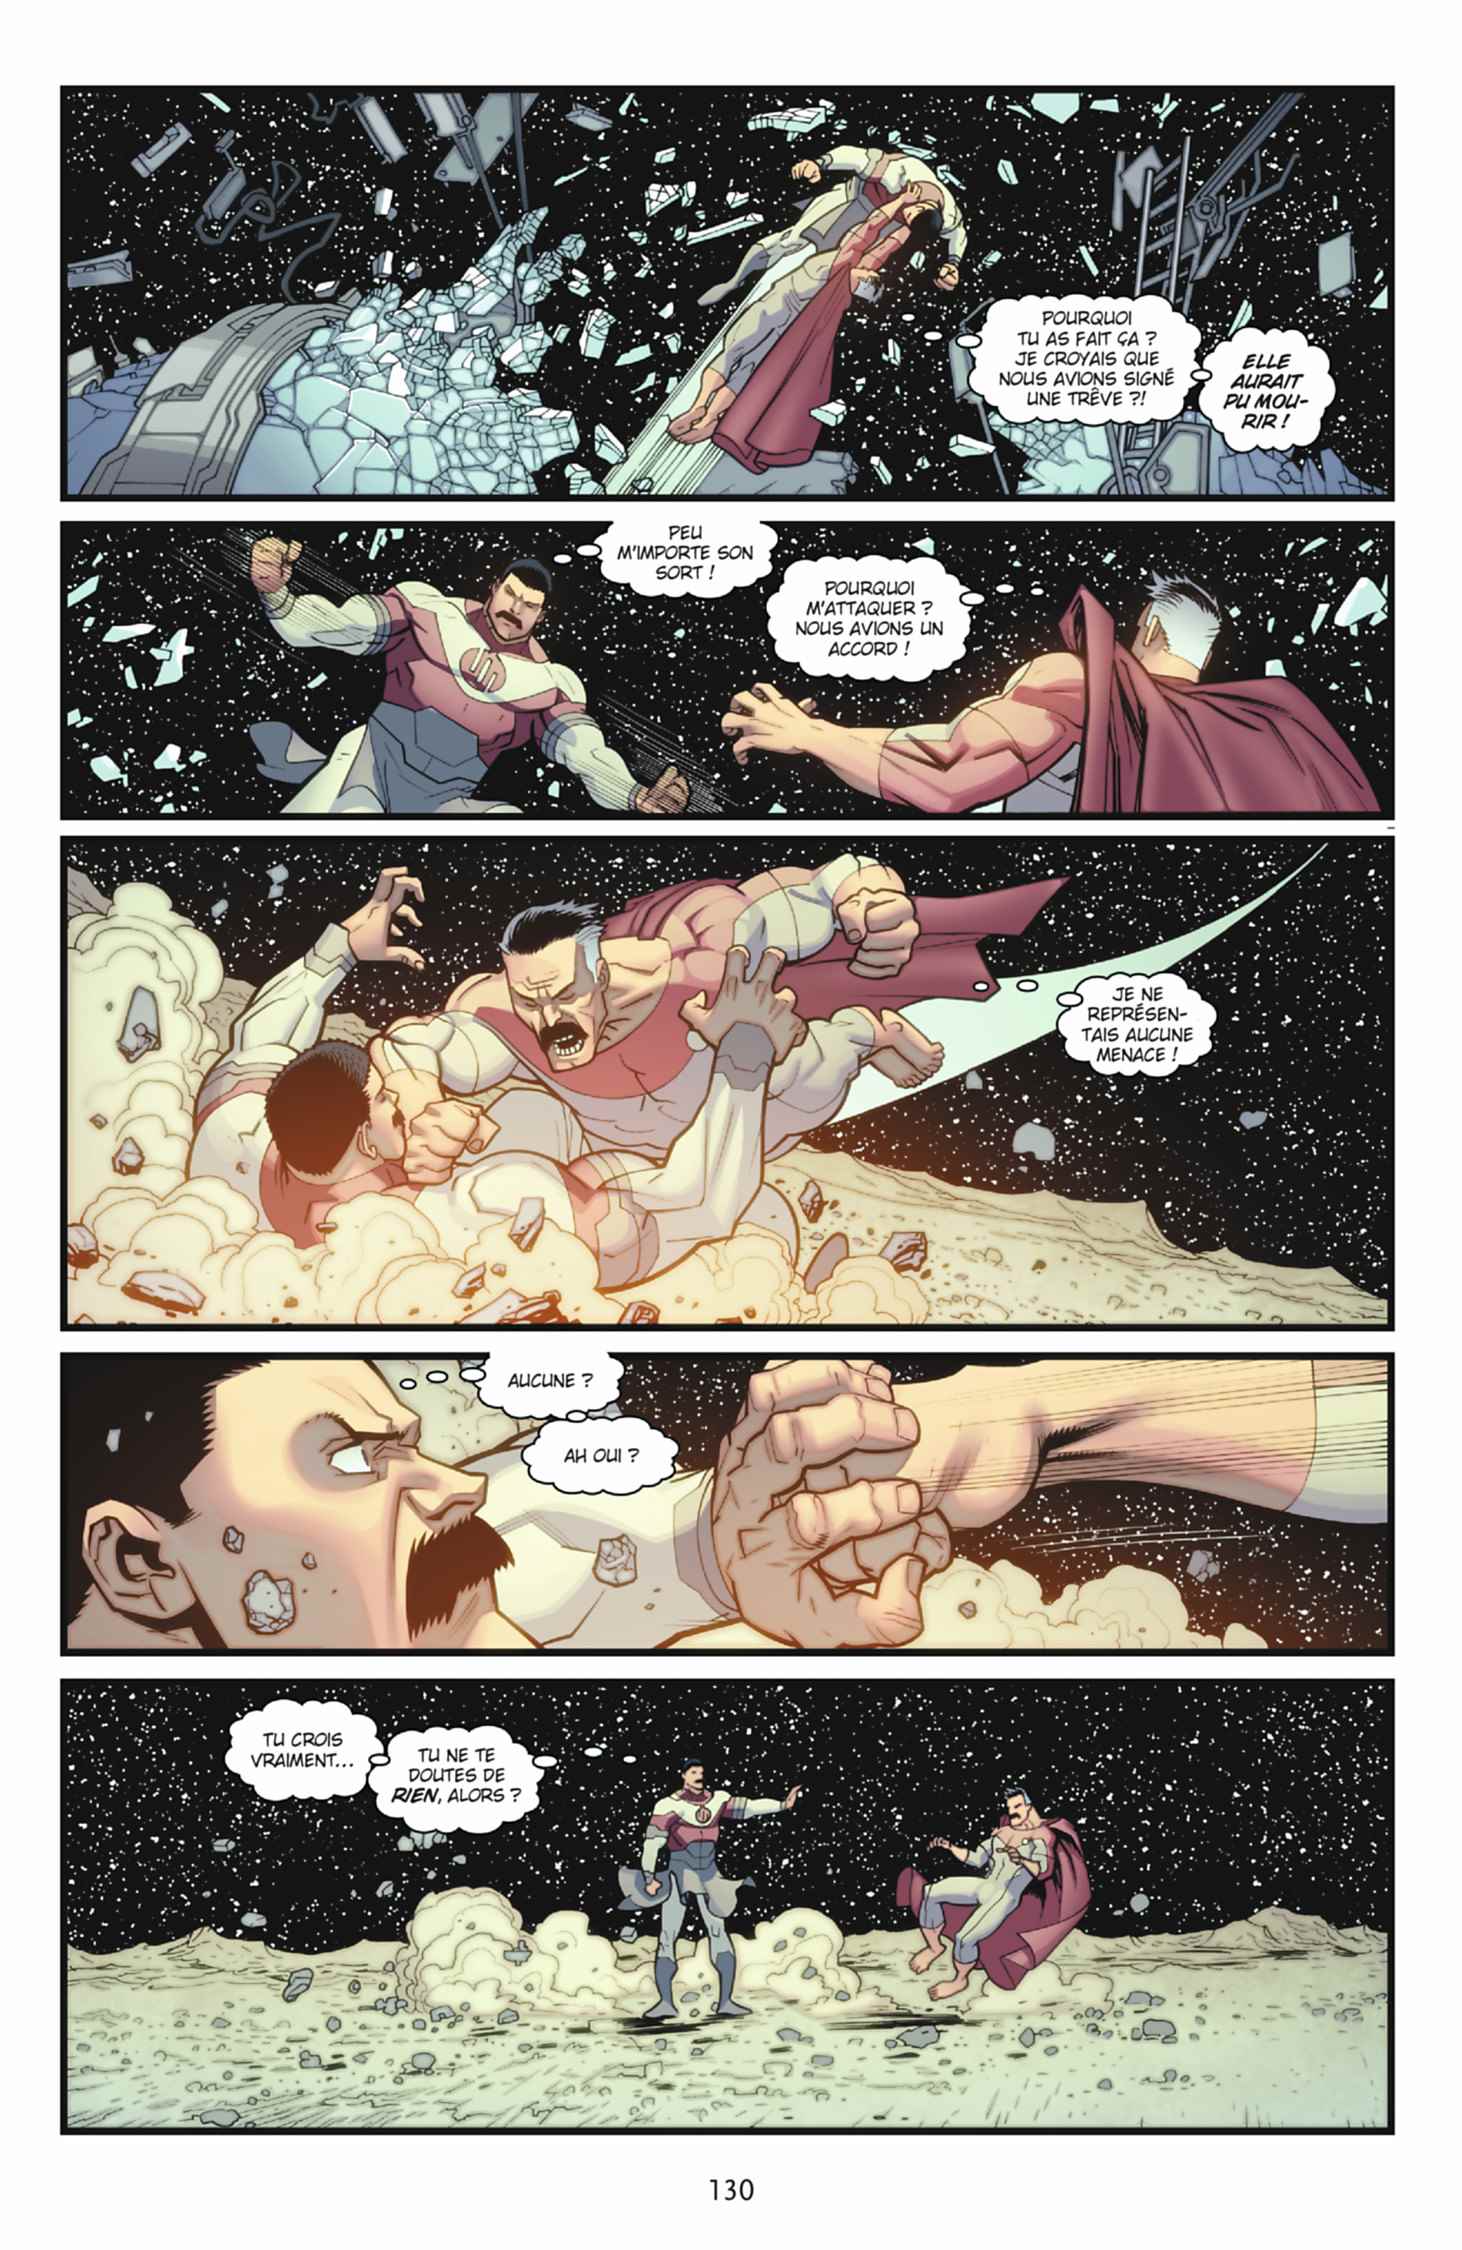 POURQUOI
TU AS FAIT ÇA ?
JE CROYAIS QUE
NOUS AVIONS SIGNÉ
UNE TRÊVE ?!
ELLE
AURAIT
PU MOU-
RIR !
PEU
M'IMPORTE SON
SORT !
POURQUOI
M'ATTAQUER ?
NOUS AVIONS UN
ACCORD !
JE NE
REPRÉSEN-
TAIS AUCUNE
MENACE !
AUCUNE ?
AH OUI ?
TU CROIS
VRAIMENT...
TU NE TE
DOUTES DE
RIEN, ALORS ?
130